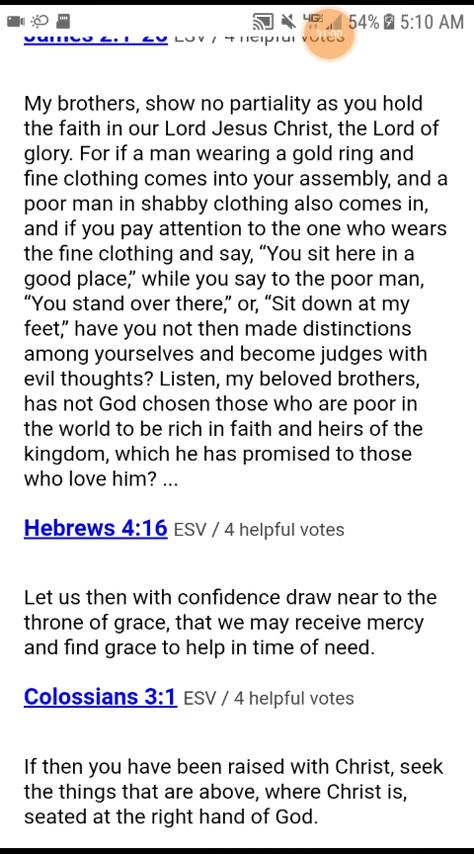 4G 54% 5:10 AM
James 2:1-26 ESV / 4 helpful votes
My brothers, show no partiality as you hold
the faith in our Lord Jesus Christ, the Lord of
glory. For if a man wearing a gold ring and
fine clothing comes into your assembly, and a
poor man in shabby clothing also comes in,
and if you pay attention to the one who wears
the fine clothing and say, “You sit here in a
good place,” while you say to the poor man,
“You stand over there,” or, “Sit down at my
feet,” have you not then made distinctions
among yourselves and become judges with
evil thoughts? Listen, my beloved brothers,
has not God chosen those who are poor in
the world to be rich in faith and heirs of the
kingdom, which he has promised to those
who love him? ...
Hebrews 4:16 ESV / 4 helpful votes
Let us then with confidence draw near to the
throne of grace, that we may receive mercy
and find grace to help in time of need.
Colossians 3:1 ESV / 4 helpful votes
If then you have been raised with Christ, seek
the things that are above, where Christ is,
seated at the right hand of God.